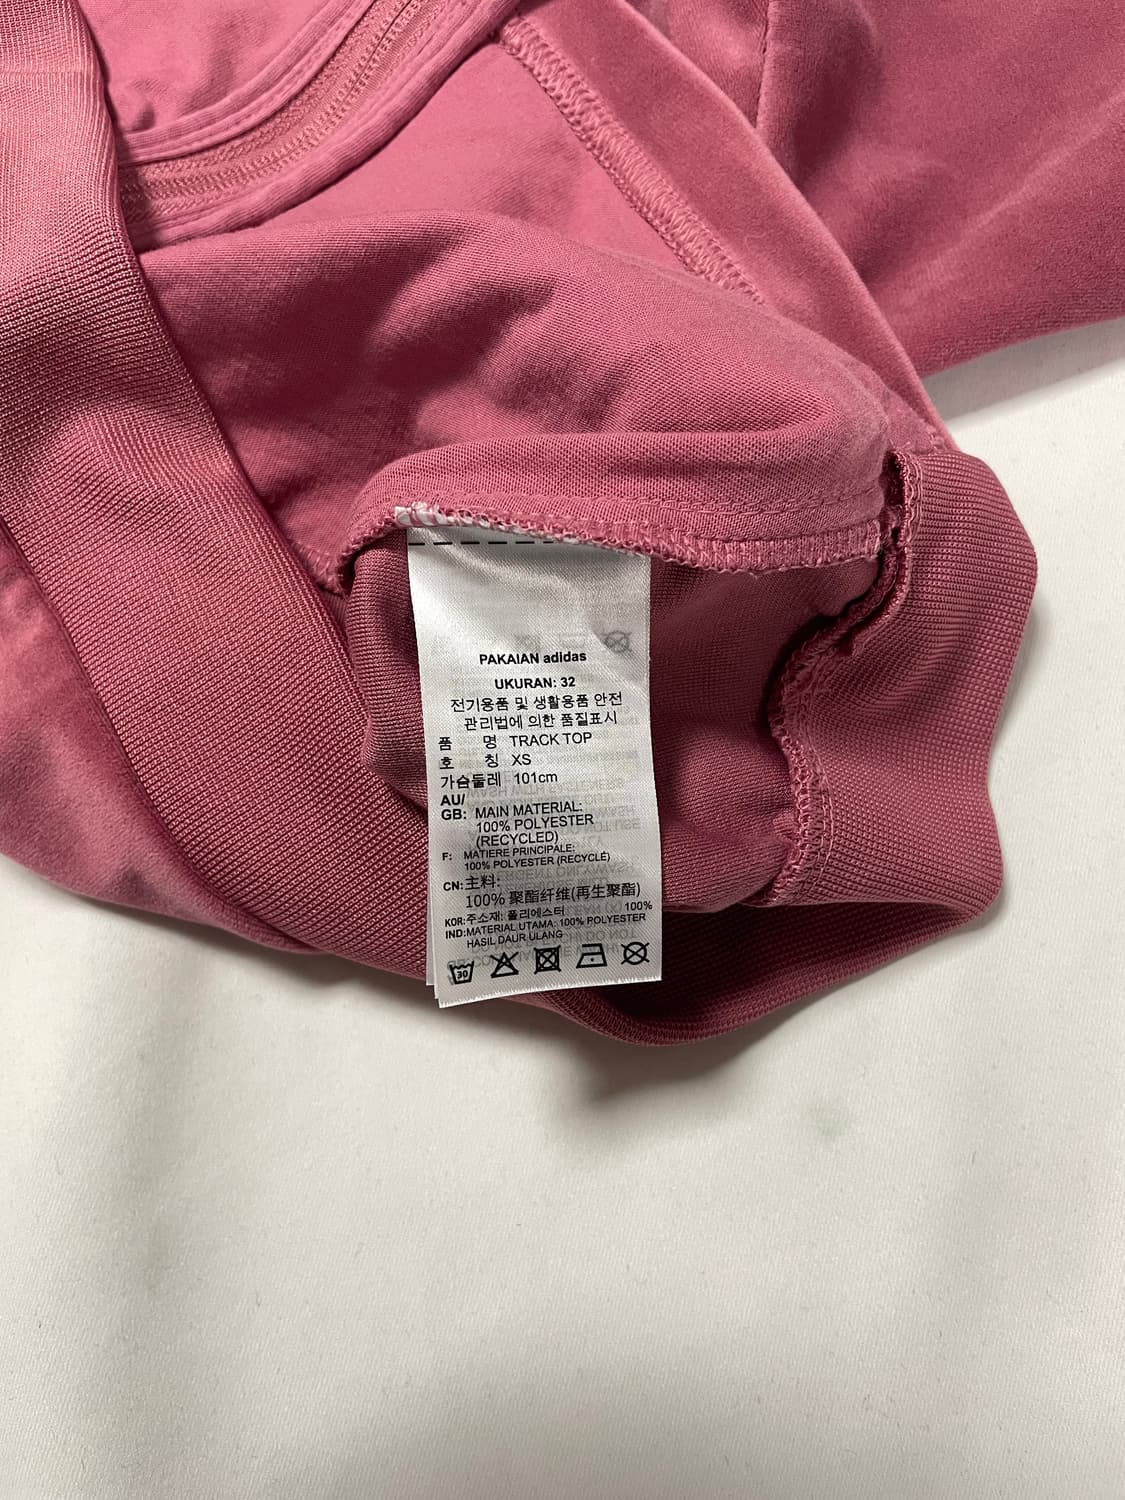 PAKAIAN adidas
UKURAN: 32
전기용품 및 생활용품 안전
관리법에 의한 품질표시
품 명 TRACK TOP
호 칭 XS
가슴둘레 101cm
AU/
GB: MAIN MATERIAL:
100% POLYESTER
(RECYCLED)
F: MATIERE PRINCIPALE:
100% POLYESTER (RECYCLÉ)
CN: 主料:
100% 聚酯纤维(再生聚酯)
KOR: 주소재: 폴리에스터 100%
IND: MATERIAL UTAMA: 100% POLYESTER
HASIL DAUR ULANG
30